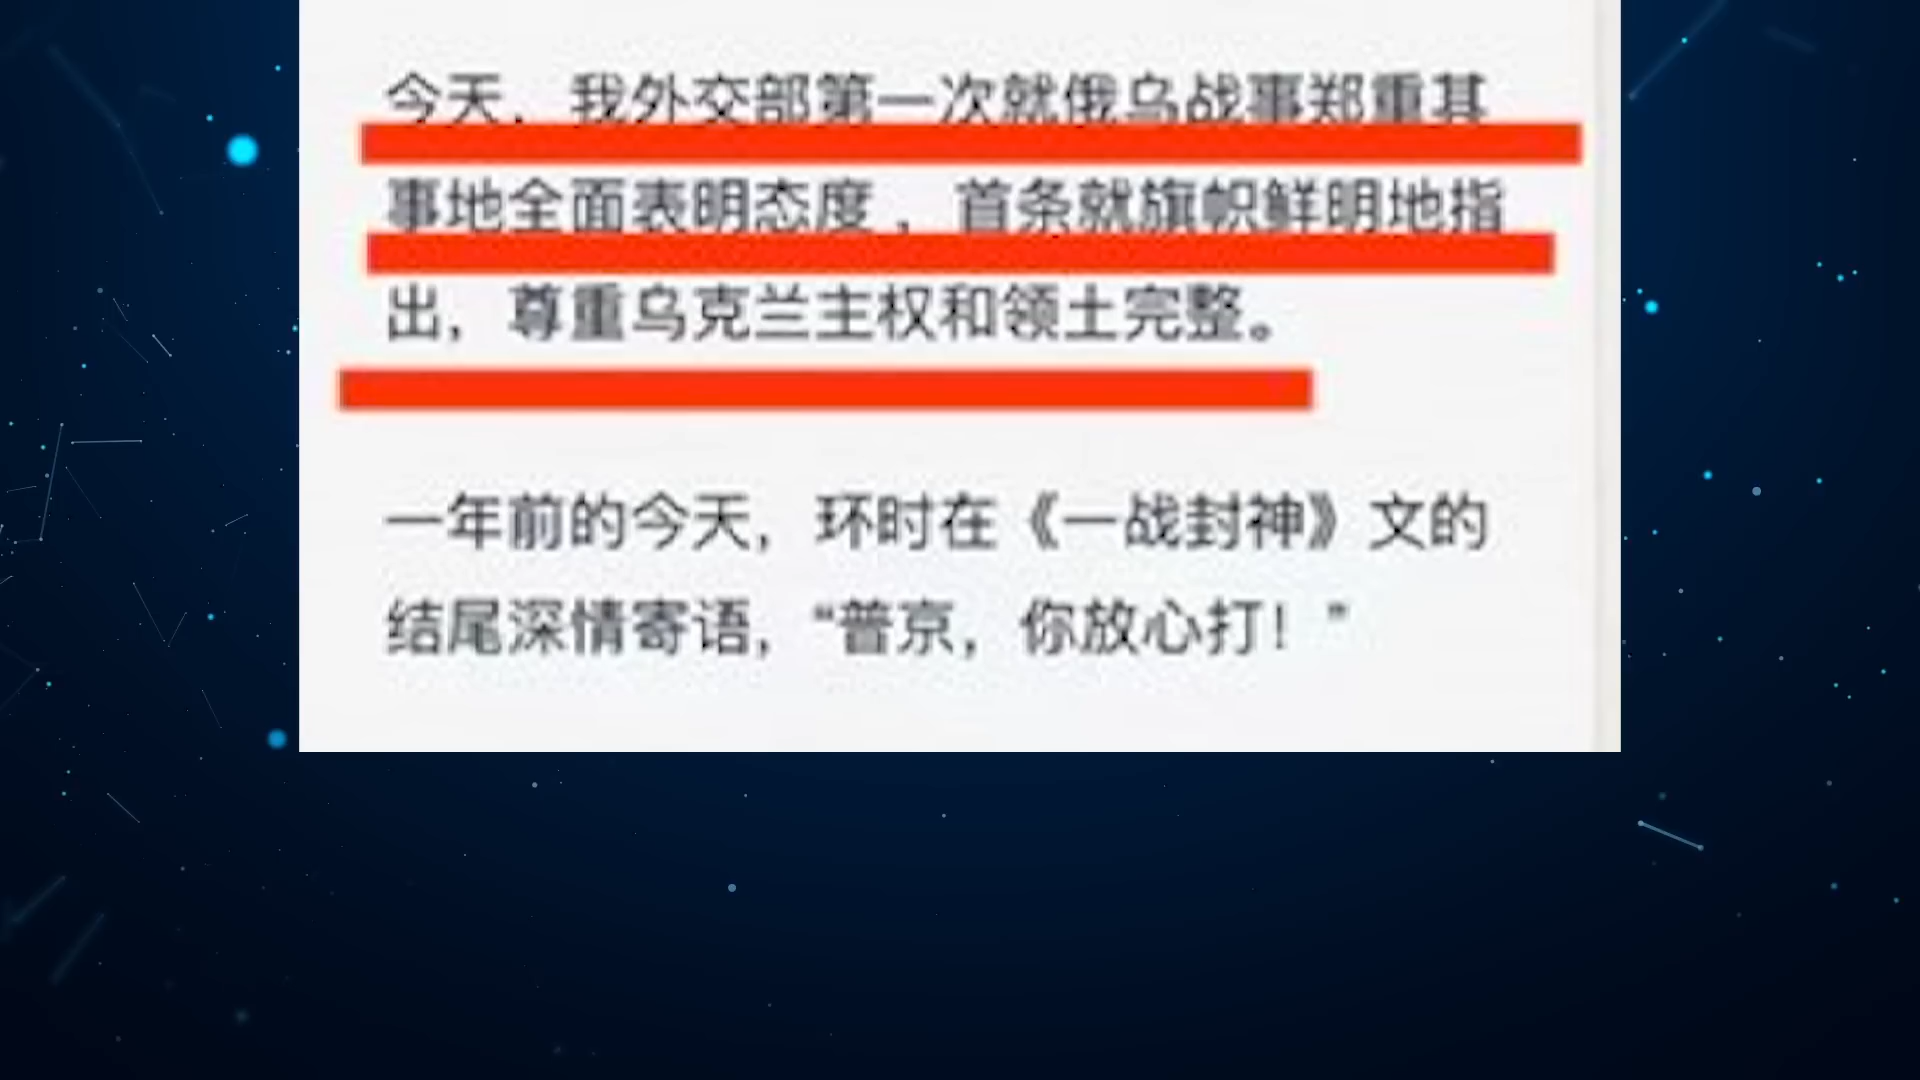 今天，我外交部第一次就俄乌战事郑重其
事地全面表明态度，首条就旗帜鲜明地指
出，尊重乌克兰主权和领土完整。
一年前的今天，环时在《一战封神》文的
结尾深情寄语，“普京，你放心打！”